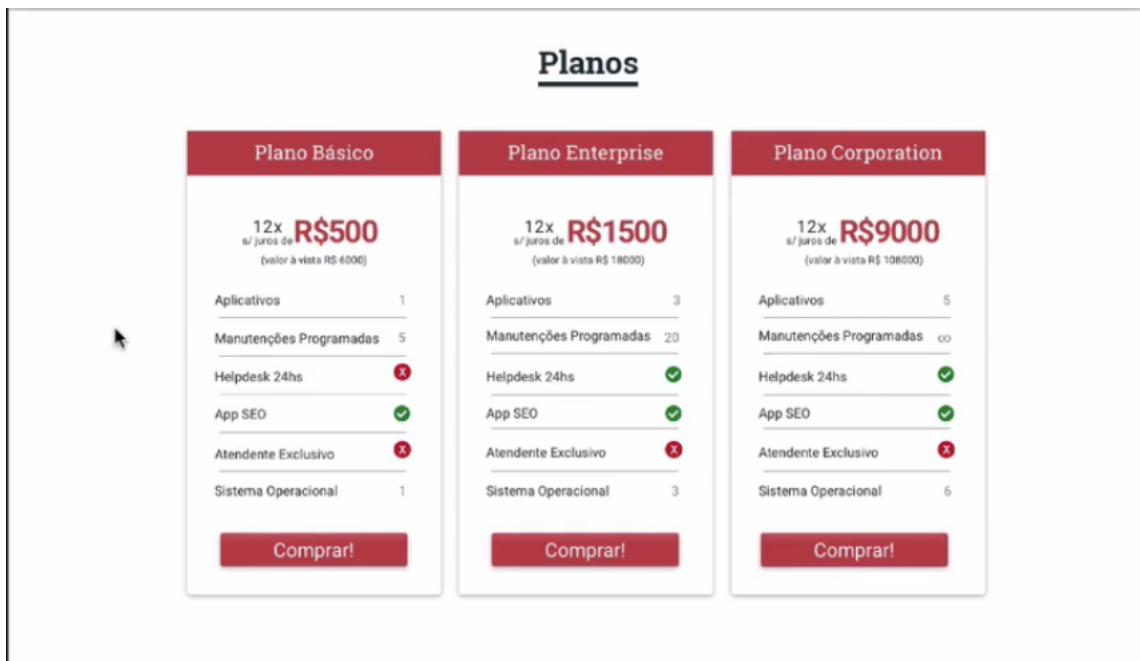 Planos
Plano Básico
12x
s/ juros de R$500
(valor à vista R$ 6000)
Aplicativos 1
Manutenções Programadas 5
Helpdesk 24hs X
App SEO
Atendente Exclusivo X
Sistema Operacional 1
Comprar!
Plano Enterprise
12x
s/ juros de R$1500
(valor à vista R$ 18000)
Aplicativos 3
Manutenções Programadas 20
Helpdesk 24hs
App SEO
Atendente Exclusivo X
Sistema Operacional 3
Comprar!
Plano Corporation
12x
s/ juros de R$9000
(valor à vista R$ 108000)
Aplicativos 5
Manutenções Programadas ∞
Helpdesk 24hs
App SEO
Atendente Exclusivo X
Sistema Operacional 6
Comprar!